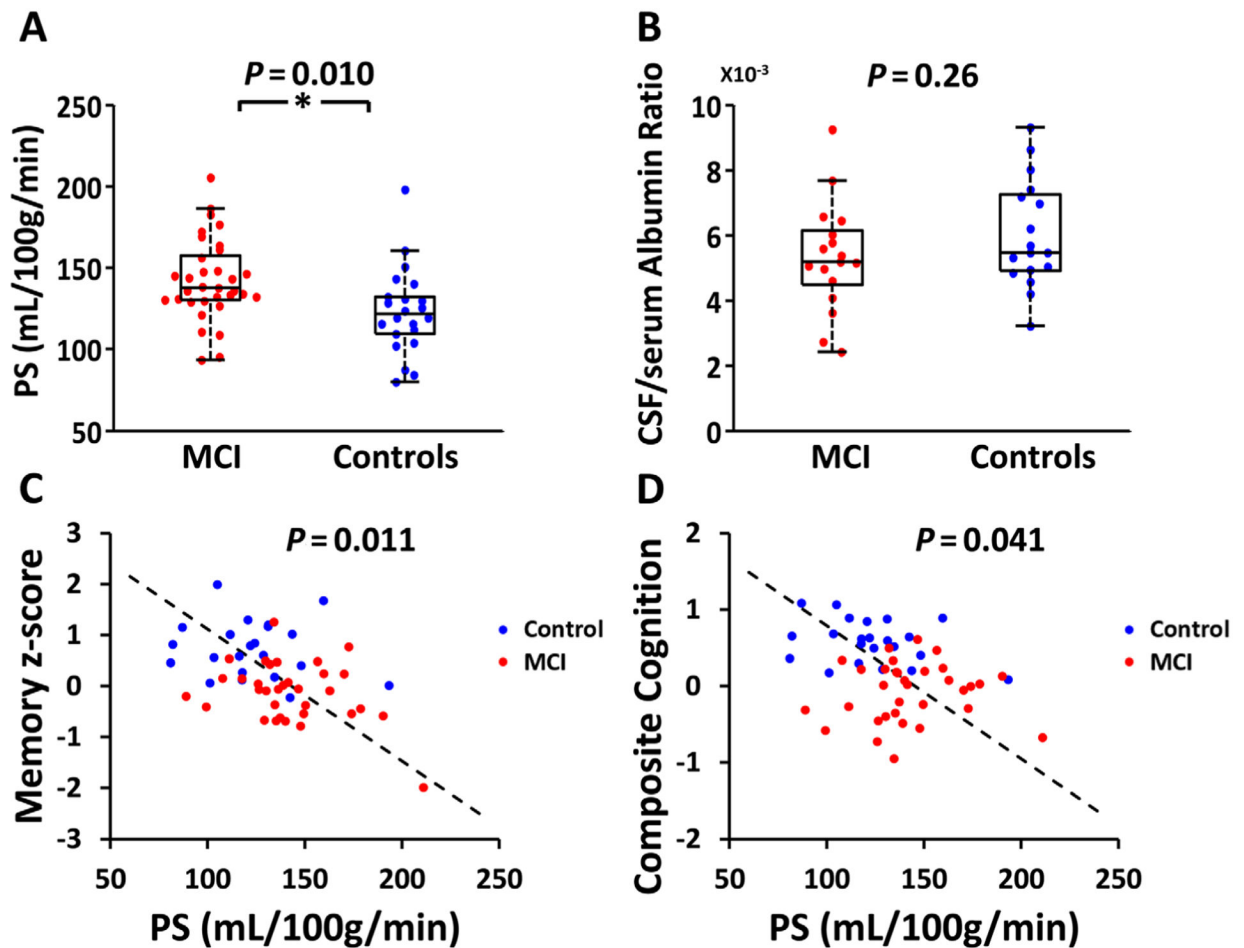 A
P = 0.010
*
PS (mL/100g/min)
250
200
150
100
50
MCI
Controls
B
X10-3
P = 0.26
CSF/serum Albumin Ratio
10
8
6
4
2
0
MCI
Controls
C
P = 0.011
Memory z-score
3
2
1
0
-1
-2
-3
50
100
150
200
250
PS (mL/100g/min)
Control
MCI
D
P = 0.041
Composite Cognition
2
1
0
-1
-2
50
100
150
200
250
PS (mL/100g/min)
Control
MCI